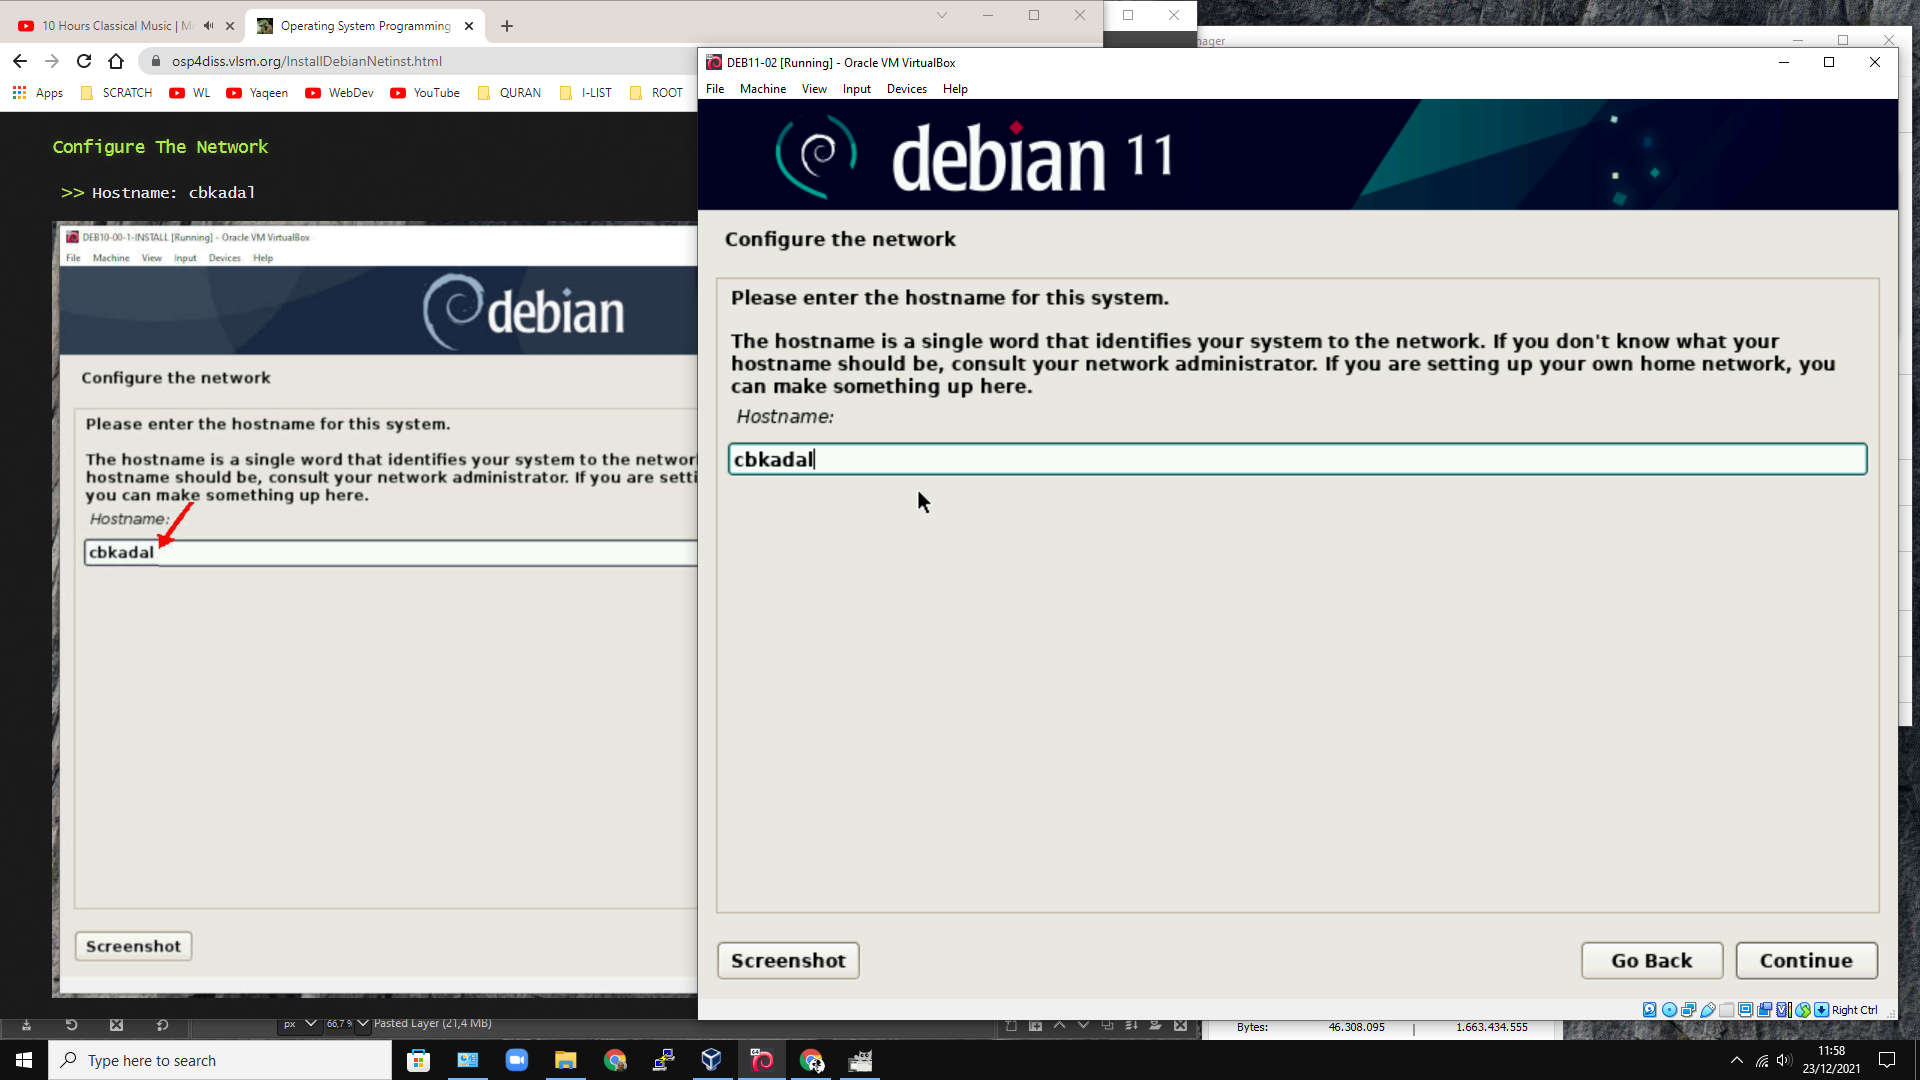 10 Hours Classical Music | M
Operating System Programming
osp4diss.vlsm.org/InstallDebianNetinst.html
Apps SCRATCH WL Yaqeen WebDev YouTube QURAN I-LIST ROOT
Configure The Network
>> Hostname: cbkadal
DEB10-00-1-INSTALL [Running] - Oracle VM VirtualBox
File Machine View Input Devices Help
debian
Configure the network
Please enter the hostname for this system.
The hostname is a single word that identifies your system to the networ
hostname should be, consult your network administrator. If you are setti
you can make something up here.
Hostname:
cbkadal
Screenshot
nager
DEB11-02 [Running] - Oracle VM VirtualBox
File Machine View Input Devices Help
debian 11
Configure the network
Please enter the hostname for this system.
The hostname is a single word that identifies your system to the network. If you don't know what your
hostname should be, consult your network administrator. If you are setting up your own home network, you
can make something up here.
Hostname:
cbkadal
Screenshot Go Back Continue
Right Ctrl
px 66,7 % Pasted Layer (21,4 MB)
Bytes: 46.308.095 | 1.663.434.555
Type here to search
11:58
23/12/2021